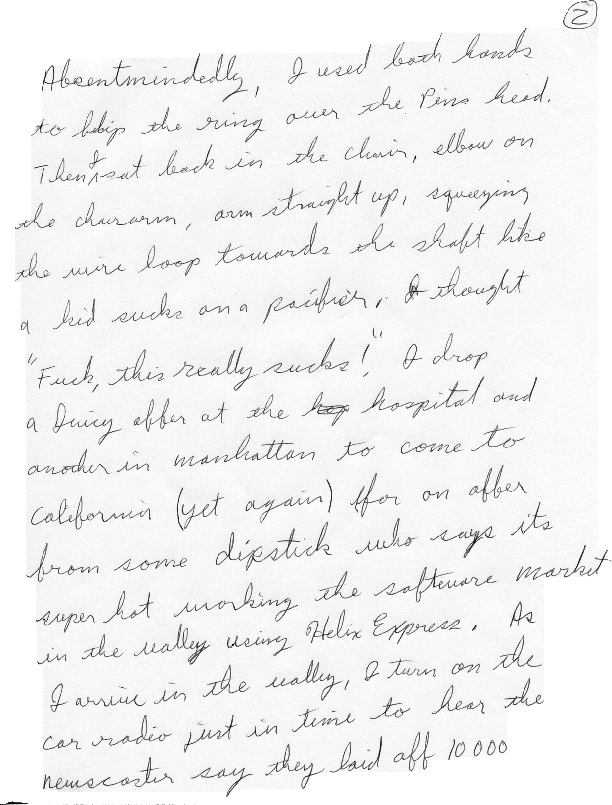 2
Absentmindedly, I used both hands
to flip the ring over the Pens head.
Then I sat back in the chair, elbow on
the chairarm, arm straight up, squeezing
the wire loop towards the shaft like
a kid sucks on a pacifier, I thought
"Fuck, this really sucks!" I drop
a Juicy offer at the hospital and
another in manhattan to come to
california (yet again) for an offer
from some dipstick who says its
super hot working the software market
in the valley using Helix Express. As
I arrive in the valley, I turn on the
car radio just in time to hear the
newscaster say they laid off 10 000